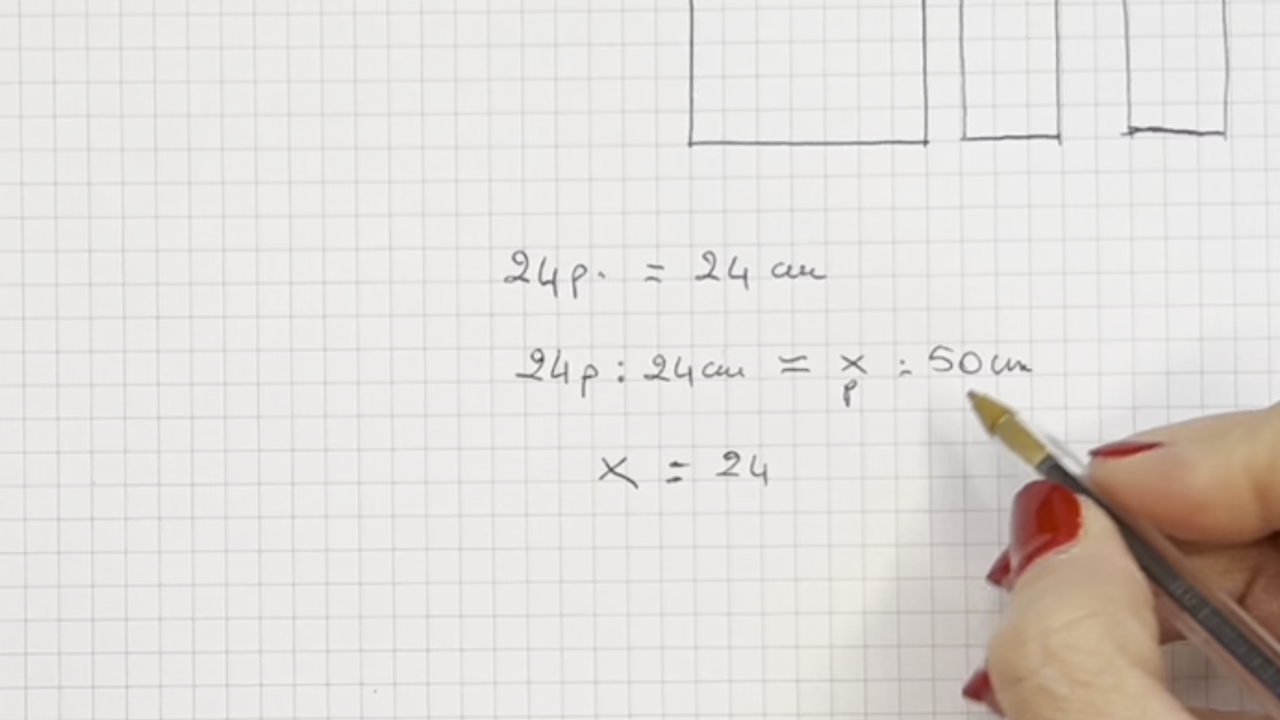 24p. = 24 cm
24p : 24cm = x : 50cm
p
x = 24